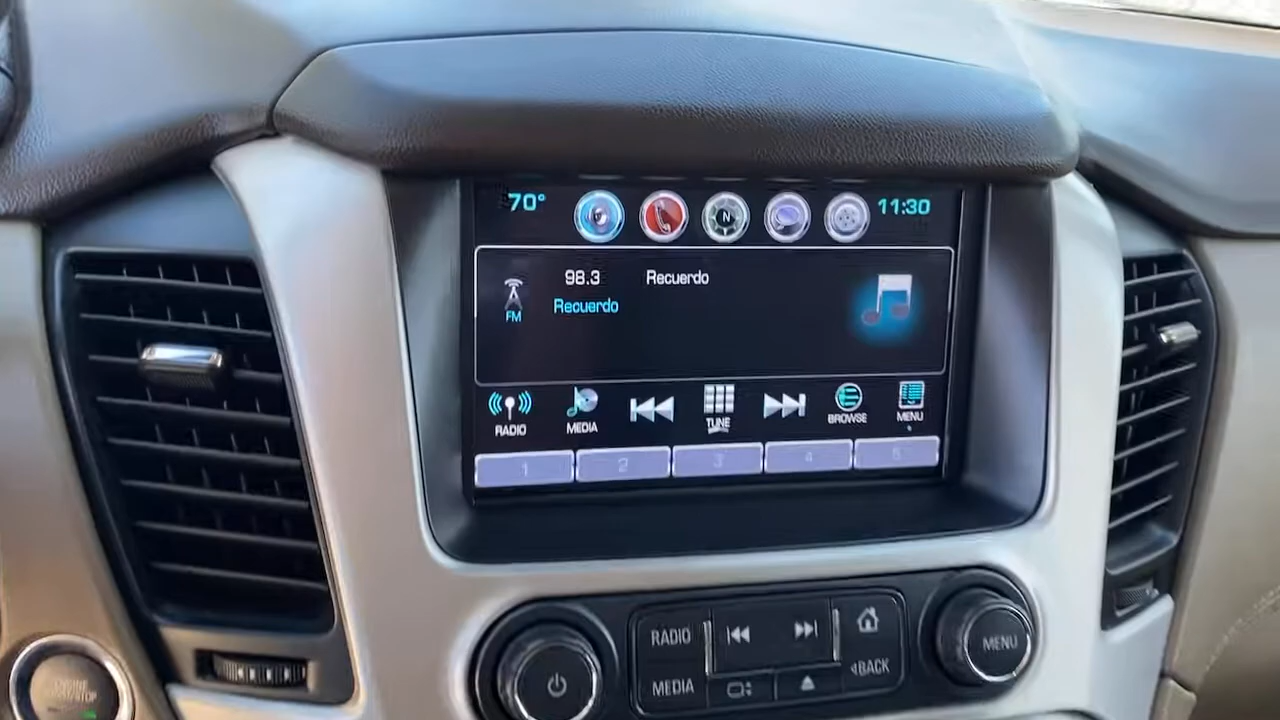 70°
N
11:30
98.3 Recuerdo
Recuerdo
FM
RADIO
MEDIA
TUNE
BROWSE
MENU
1 2 3 4 5
RADIO
MEDIA
BACK
MENU
ENGINE